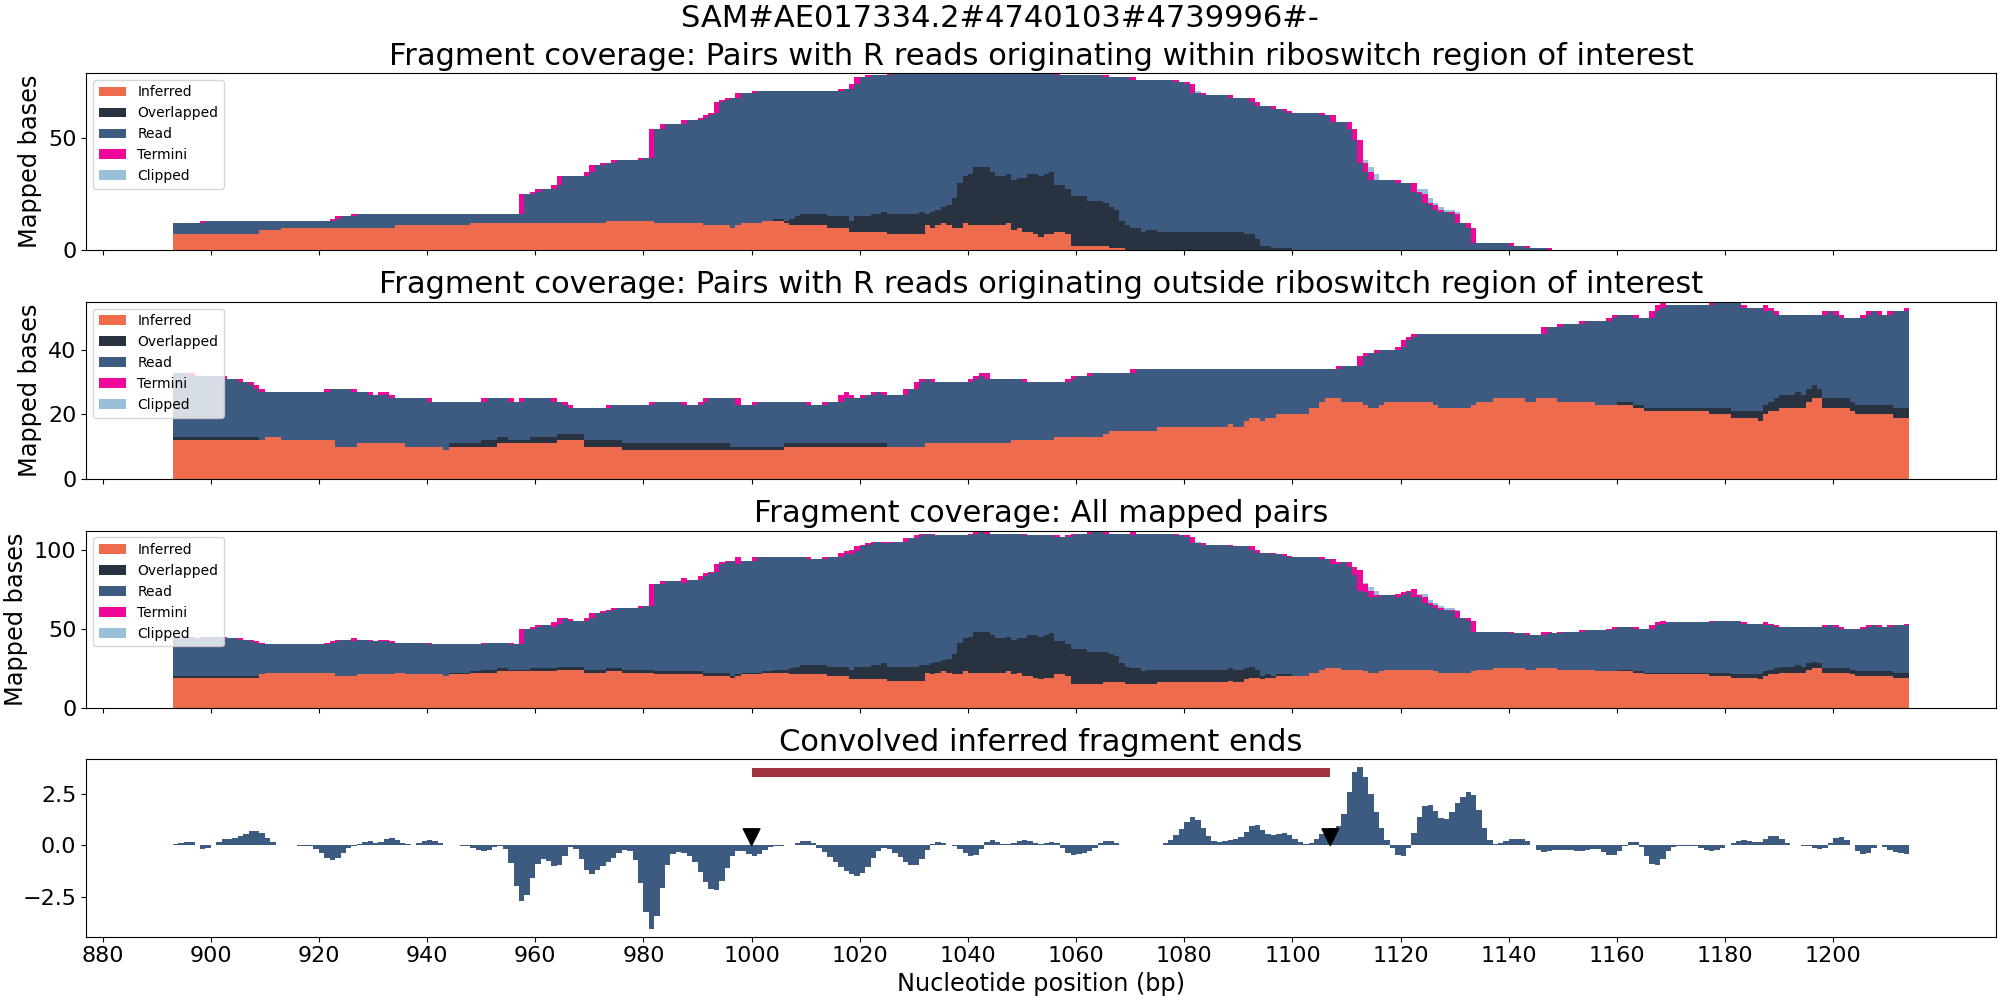 SAM#AE017334.2#4740103#4739996#-
Fragment coverage: Pairs with R reads originating within riboswitch region of interest
Mapped bases
50
0
Inferred
Overlapped
Read
Termini
Clipped
Fragment coverage: Pairs with R reads originating outside riboswitch region of interest
Mapped bases
40
20
0
Inferred
Overlapped
Read
Termini
Clipped
Fragment coverage: All mapped pairs
Mapped bases
100
50
0
Inferred
Overlapped
Read
Termini
Clipped
Convolved inferred fragment ends
2.5
0.0
−2.5
880 900 920 940 960 980 1000 1020 1040 1060 1080 1100 1120 1140 1160 1180 1200
Nucleotide position (bp)